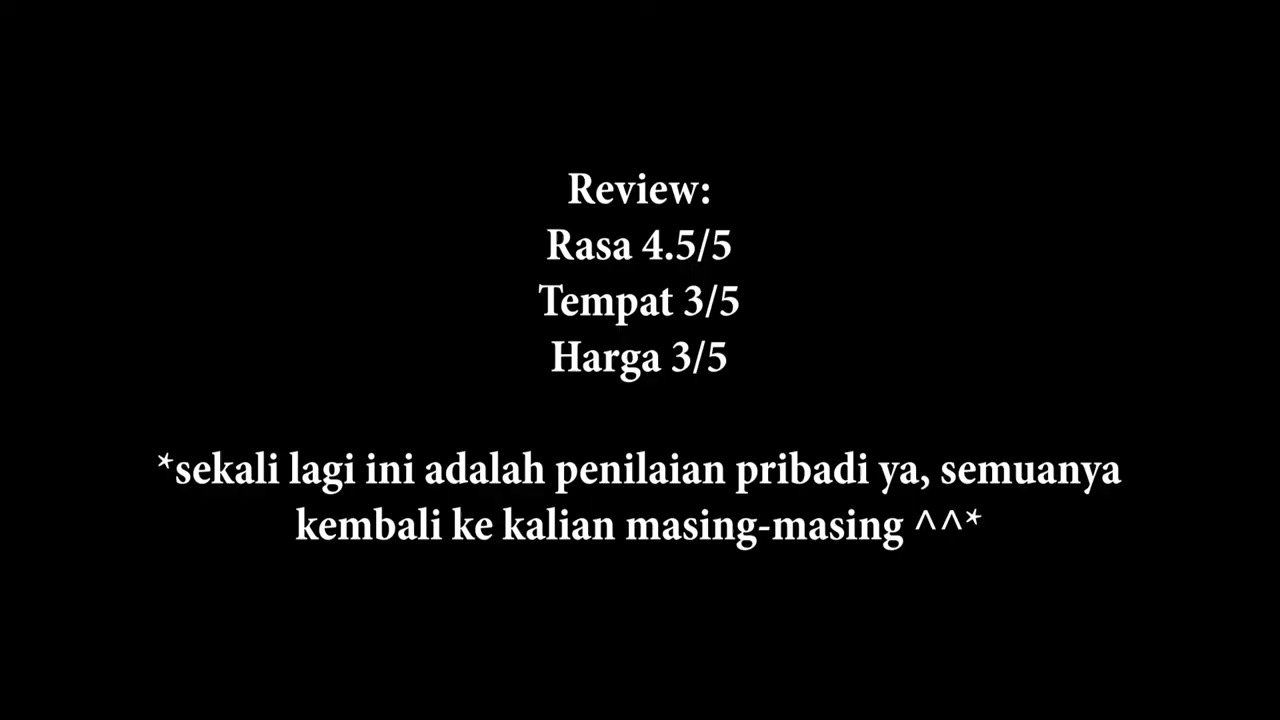 Review:
Rasa 4.5/5
Tempat 3/5
Harga 3/5
*sekali lagi ini adalah penilaian pribadi ya, semuanya
kembali ke kalian masing-masing ^^*